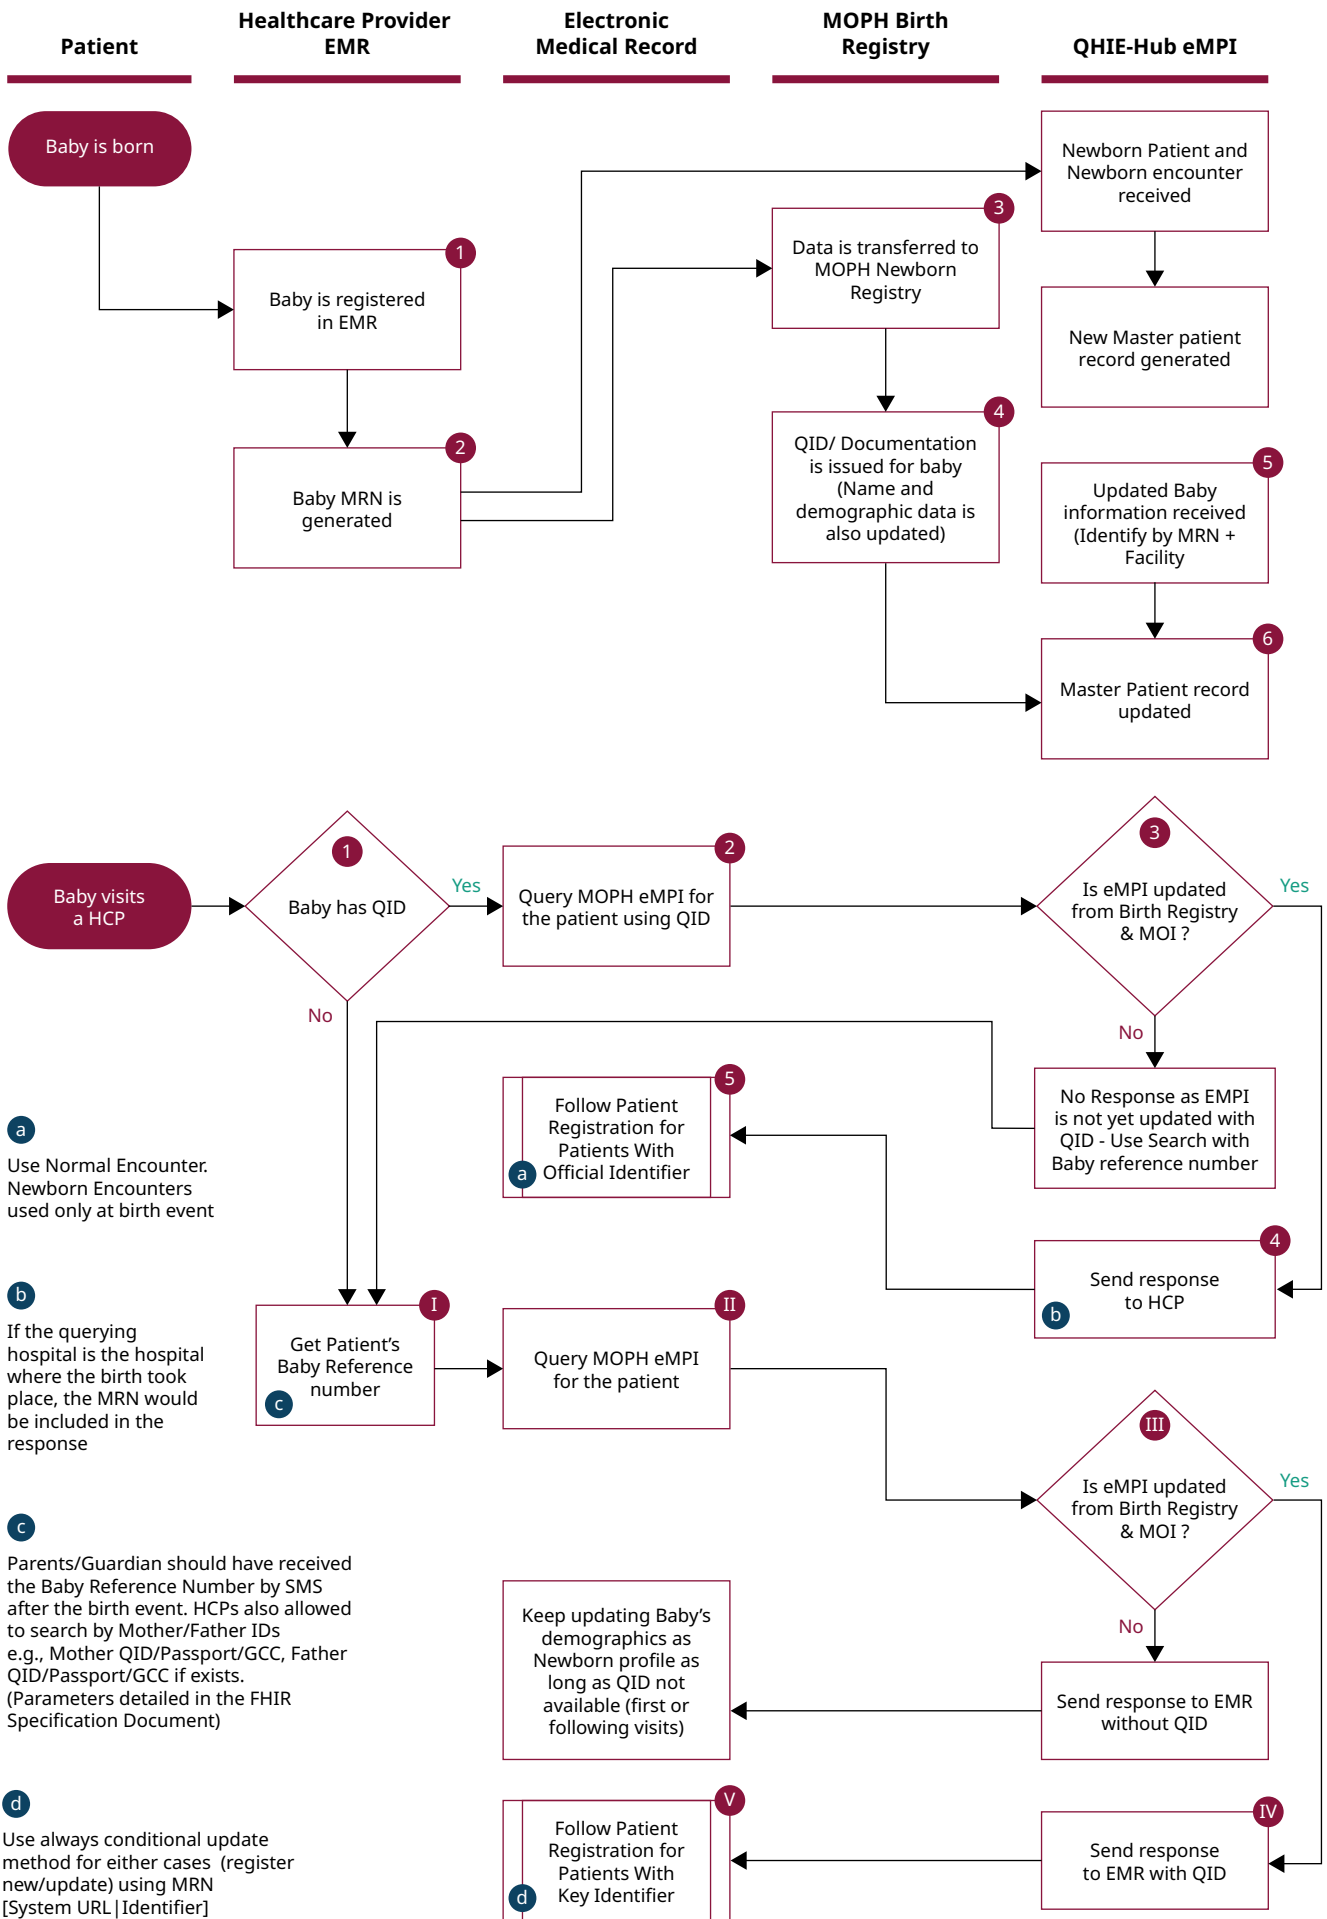 Patient
Healthcare Provider
EMR
Electronic
Medical Record
MOPH Birth
Registry
QHIE-Hub eMPI
Baby is born
Newborn Patient and
Newborn encounter
received
1
Baby is registered
in EMR
3
Data is transferred to
MOPH Newborn
Registry
New Master patient
record generated
2
Baby MRN is
generated
4
QID/ Documentation
is issued for baby
(Name and
demographic data is
also updated)
5
Updated Baby
information received
(Identify by MRN +
Facility
6
Master Patient record
updated
Baby visits
a HCP
1
Baby has QID
Yes
No
2
Query MOPH eMPI for
the patient using QID
3
Is eMPI updated
from Birth Registry
& MOI ?
Yes
No
No Response as EMPI
is not yet updated with
QID - Use Search with
Baby reference number
5
Follow Patient
Registration for
Patients With
Official Identifier
a
4
Send response
to HCP
b
a
Use Normal Encounter.
Newborn Encounters
used only at birth event
b
If the querying
hospital is the hospital
where the birth took
place, the MRN would
be included in the
response
I
Get Patient’s
Baby Reference
number
c
II
Query MOPH eMPI
for the patient
III
Is eMPI updated
from Birth Registry
& MOI ?
Yes
No
c
Parents/Guardian should have received
the Baby Reference Number by SMS
after the birth event. HCPs also allowed
to search by Mother/Father IDs
e.g., Mother QID/Passport/GCC, Father
QID/Passport/GCC if exists.
(Parameters detailed in the FHIR
Specification Document)
Keep updating Baby’s
demographics as
Newborn profile as
long as QID not
available (first or
following visits)
Send response to EMR
without QID
d
Use always conditional update
method for either cases  (register
new/update) using MRN
[System URL|Identifier]
V
Follow Patient
Registration for
Patients With
Key Identifier
d
IV
Send response
to EMR with QID